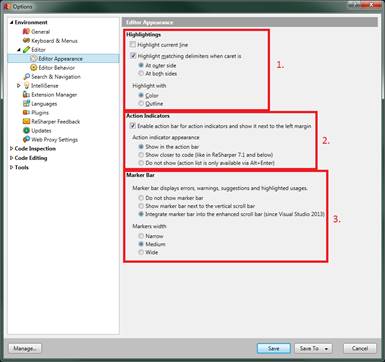 Options
Environment
General
Keyboard & Menus
Editor
Editor Appearance
Editor Behavior
Search & Navigation
IntelliSense
Extension Manager
Languages
Plugins
ReSharper Feedback
Updates
Web Proxy Settings
Code Inspection
Code Editing
Tools
Editor Appearance
Highlightings
Highlight current line
Highlight matching delimiters when caret is
At outer side
At both sides
Highlight with
Color
Outline
1.
Action Indicators
Enable action bar for action indicators and show it next to the left margin
Action indicator appearance
Show in the action bar
Show closer to code (like in ReSharper 7.1 and below)
Do not show (action list is only available via Alt+Enter)
2.
Marker Bar
Marker bar displays errors, warnings, suggestions and highlighted usages.
Do not show marker bar
Show marker bar next to the vertical scroll bar
Integrate marker bar into the enhanced scroll bar (since Visual Studio 2013)
Markers width
Narrow
Medium
Wide
3.
Manage...
Save
Save To
Cancel